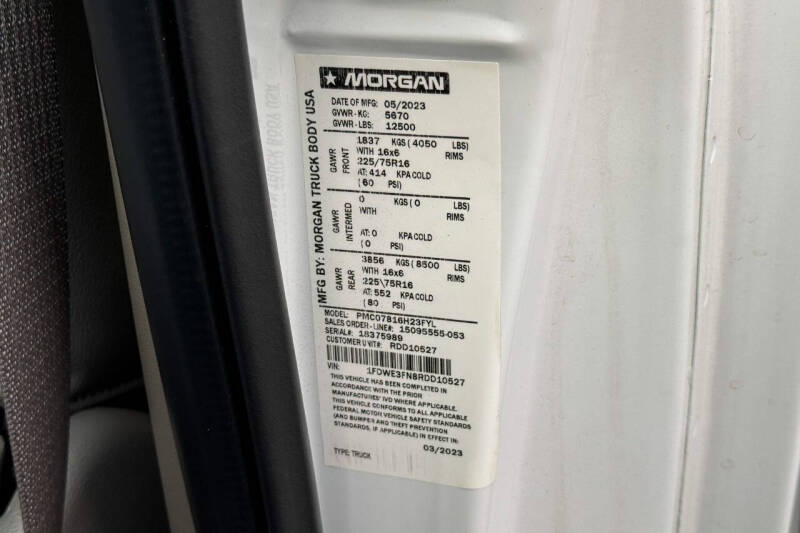 MORGAN
MFG BY: MORGAN TRUCK BODY USA
DATE OF MFG: 05/2023
GVWR - KG: 5670
GVWR - LBS: 12500
GAWR FRONT
1837 KGS ( 4050 LBS)
WITH 16x6 RIMS
225/75R16
AT: 414 KPA COLD
( 60 PSI)
GAWR INTERMED
0 KGS ( 0 LBS)
WITH RIMS
AT: 0 KPA COLD
( 0 PSI)
GAWR REAR
3856 KGS ( 8500 LBS)
WITH 16x6 RIMS
225\75R16
AT: 552 KPA COLD
( 80 PSI)
MODEL: PMC07816H23FYL
SALES ORDER - LINE#: 15095555-053
SERIAL#: 18375989
CUSTOMER UNIT#: RDD10527
VIN: 1FDWE3FN8RDD10527
THIS VEHICLE HAS BEEN COMPLETED IN
ACCORDANCE WITH THE PRIOR
MANUFACTURES' IVD WHERE APPLICABLE.
THIS VEHICLE CONFORMS TO ALL APPLICABLE
FEDERAL MOTOR VEHICLE SAFETY STANDARDS
(AND BUMPER AND THEFT PREVENTION
STANDARDS, IF APPLICABLE) IN EFFECT IN:
03/2023
TYPE: TRUCK